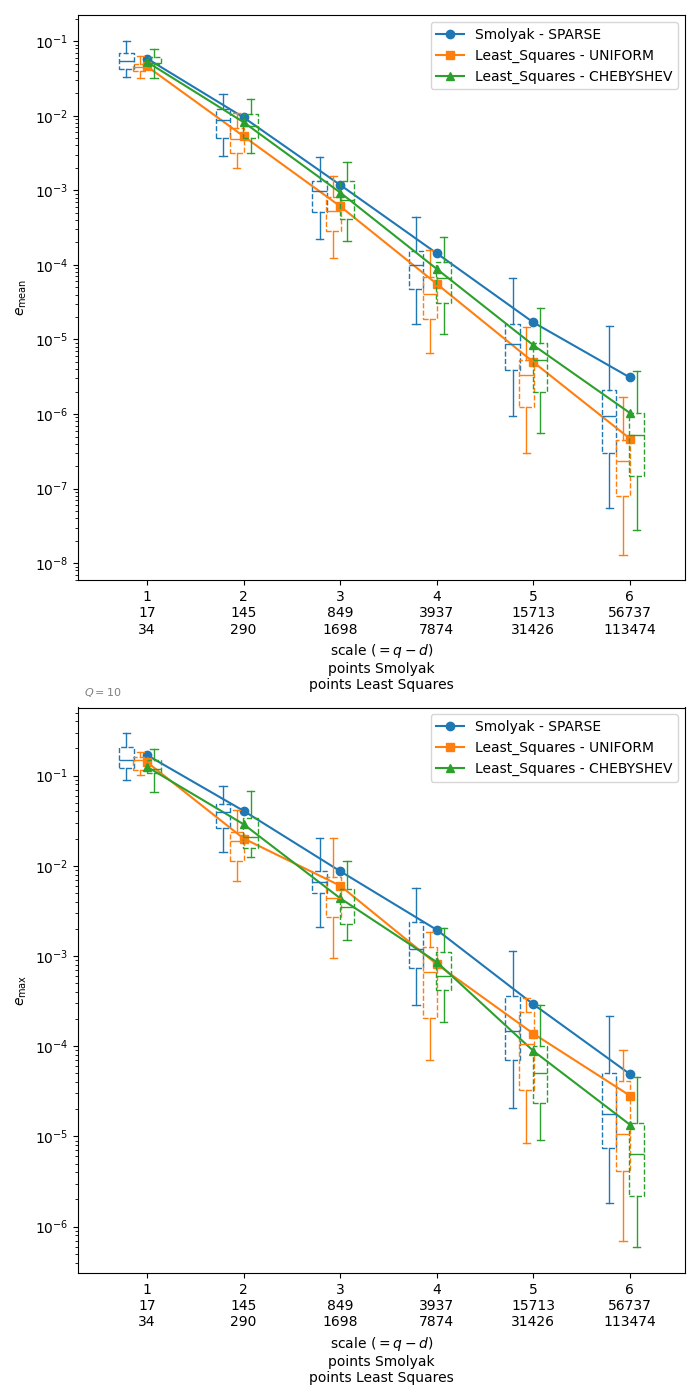 Smolyak - SPARSE
Least_Squares - UNIFORM
Least_Squares - CHEBYSHEV
10⁻¹
10⁻²
10⁻³
10⁻⁴
10⁻⁵
10⁻⁶
10⁻⁷
10⁻⁸
e_mean
1 2 3 4 5 6
17 145 849 3937 15713 56737
34 290 1698 7874 31426 113474
scale (= q − d)
points Smolyak
points Least Squares
Q = 10
Smolyak - SPARSE
Least_Squares - UNIFORM
Least_Squares - CHEBYSHEV
10⁻¹
10⁻²
10⁻³
10⁻⁴
10⁻⁵
10⁻⁶
e_max
1 2 3 4 5 6
17 145 849 3937 15713 56737
34 290 1698 7874 31426 113474
scale (= q − d)
points Smolyak
points Least Squares